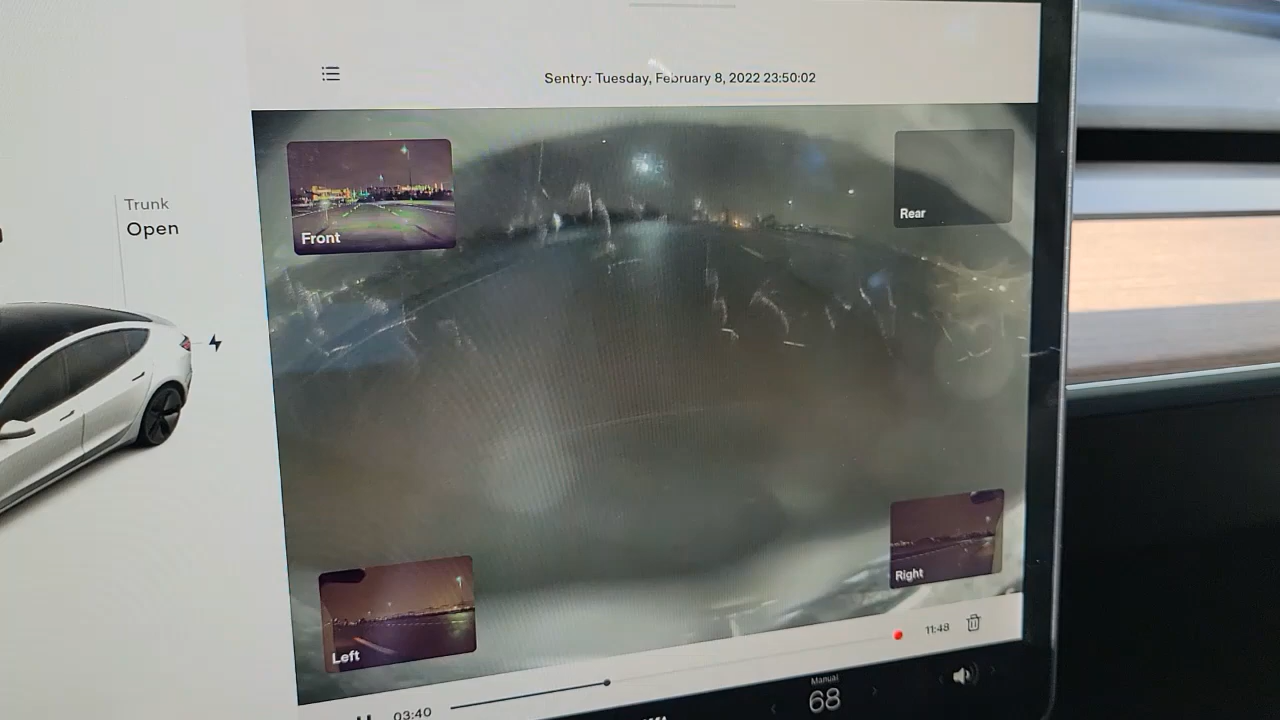 Sentry: Tuesday, February 8, 2022 23:50:02
Trunk
Open
Front
Rear
Left
Right
11:48
03:40
Manual
68